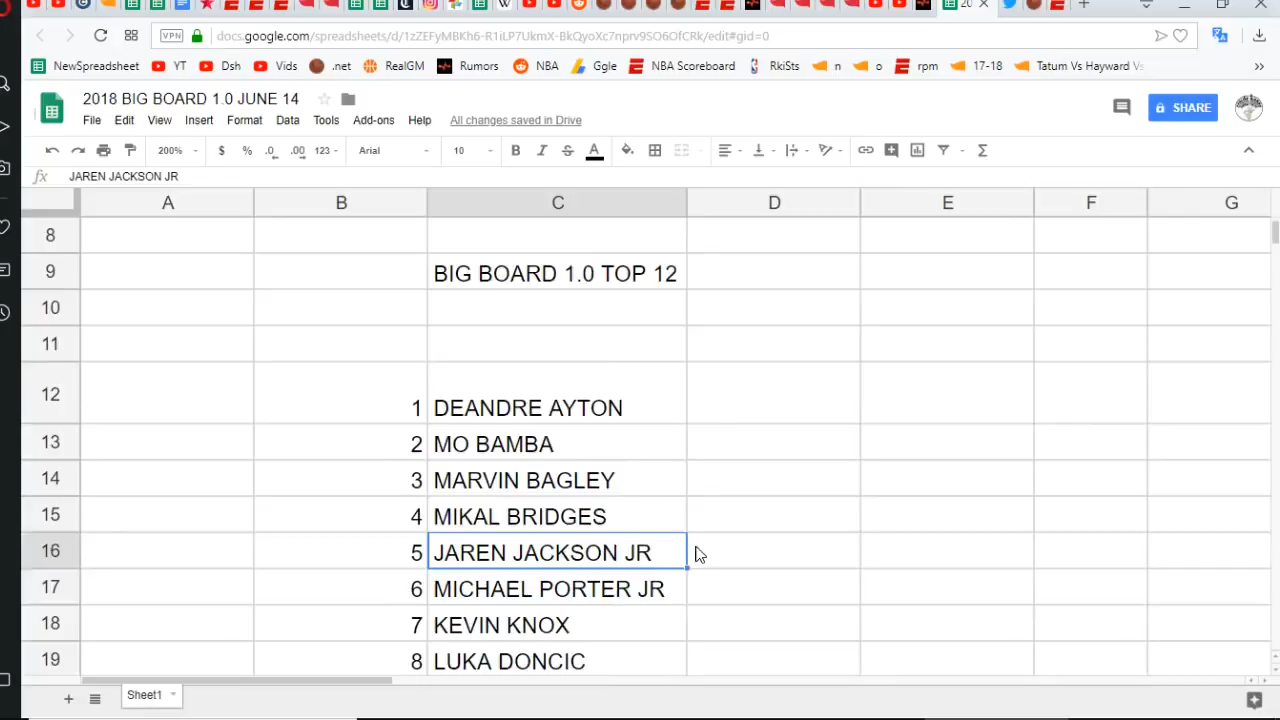 20
VPN
docs.google.com/spreadsheets/d/1zZEFyMBKh6-R1iLP7UkmX-BkQyoXc7nprv9SO6OfCRk/edit#gid=0
NewSpreadsheet YT Dsh Vids .net RealGM Rumors NBA Ggle NBA Scoreboard RkiSts n o rpm 17-18 Tatum Vs Hayward Vs »
2018 BIG BOARD 1.0 JUNE 14
SHARE
File Edit View Insert Format Data Tools Add-ons Help All changes saved in Drive
200% $ % .0 .00 123 Arial 10 B I S A Σ
fx JAREN JACKSON JR
A B C D E F G
8
9 BIG BOARD 1.0 TOP 12
10
11
12 1 DEANDRE AYTON
13 2 MO BAMBA
14 3 MARVIN BAGLEY
15 4 MIKAL BRIDGES
16 5 JAREN JACKSON JR
17 6 MICHAEL PORTER JR
18 7 KEVIN KNOX
19 8 LUKA DONCIC
+ Sheet1